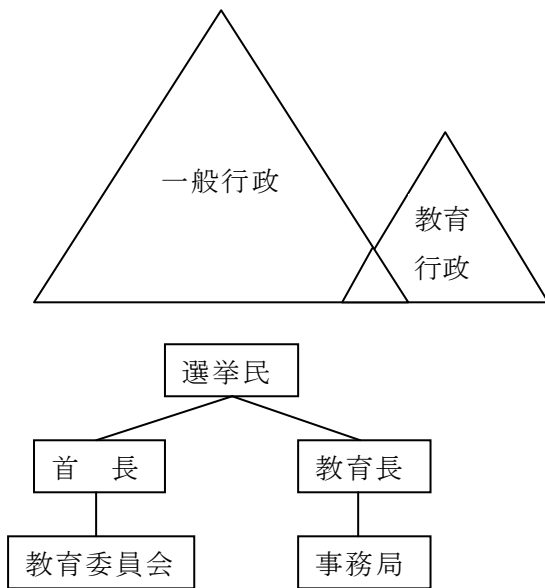 一般行政
教育
行政
選挙民
首　長
教育長
教育委員会
事務局